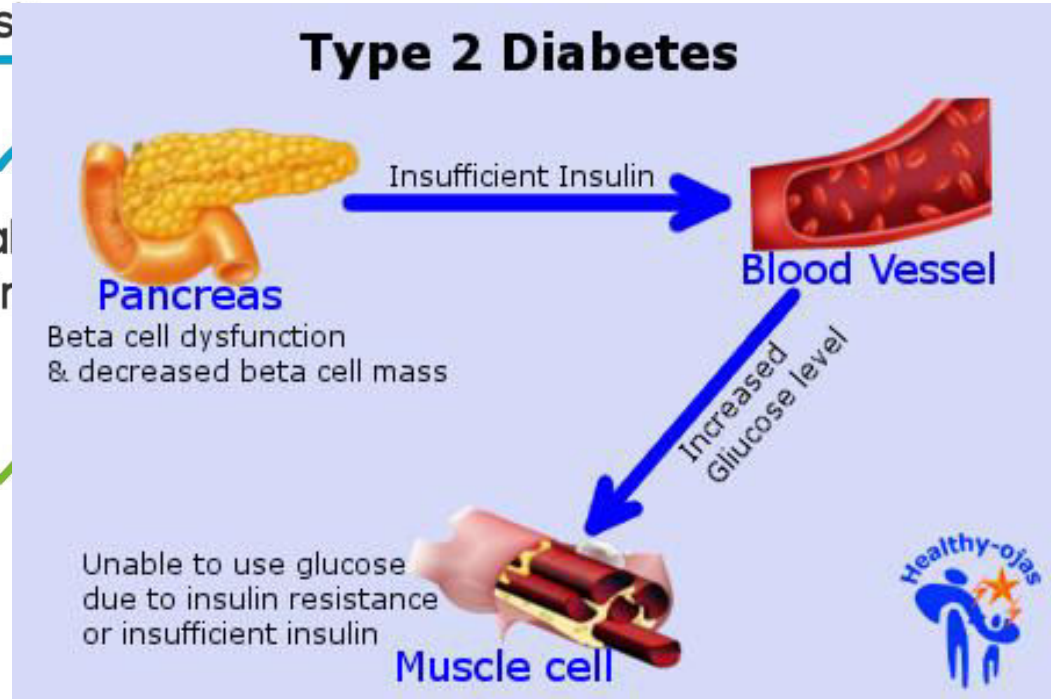 Type 2 Diabetes
Insufficient Insulin
Pancreas
Beta cell dysfunction
& decreased beta cell mass
Blood Vessel
Increased
Gliucose level
Unable to use glucose
due to insulin resistance
or insufficient insulin
Muscle cell
Healthy-ojas